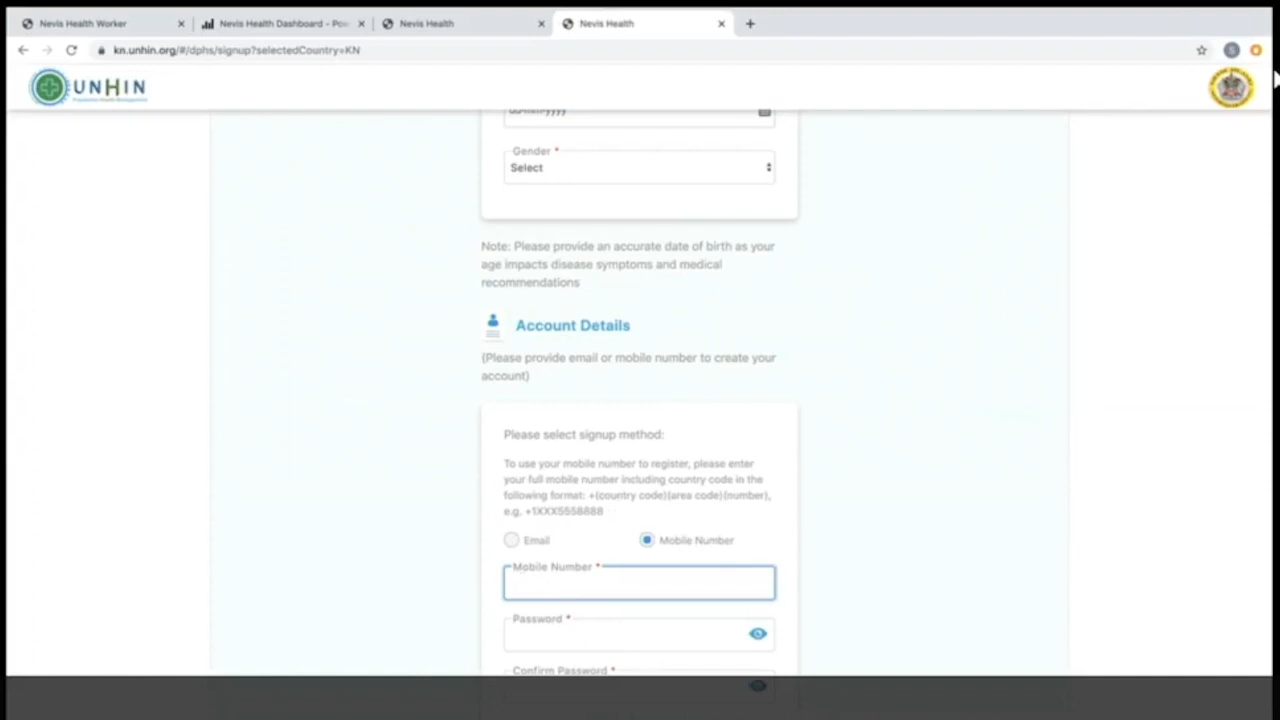 Nevis Health Worker
Nevis Health Dashboard - Pow
Nevis Health
Nevis Health
kn.unhin.org/#/dphs/signup?selectedCountry=KN
UNHIN
dd-mm-yyyy
Gender *
Select
Note: Please provide an accurate date of birth as your
age impacts disease symptoms and medical
recommendations
Account Details
(Please provide email or mobile number to create your
account)
Please select signup method:
To use your mobile number to register, please enter
your full mobile number including country code in the
following format: +(country code)(area code)(number),
e.g. +1XXX5558888
Email
Mobile Number
Mobile Number *
Password *
Confirm Password *